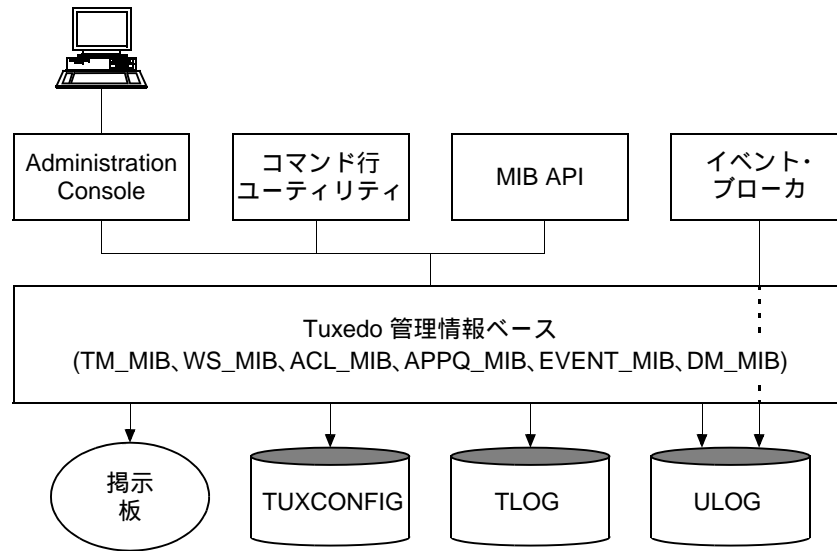 Administration
Console
コマンド行
ユーティリティ
MIB API
イベント・
ブローカ
Tuxedo 管理情報ベース
(TM_MIB、WS_MIB、ACL_MIB、APPQ_MIB、EVENT_MIB、DM_MIB)
掲示
板
TUXCONFIG
TLOG
ULOG